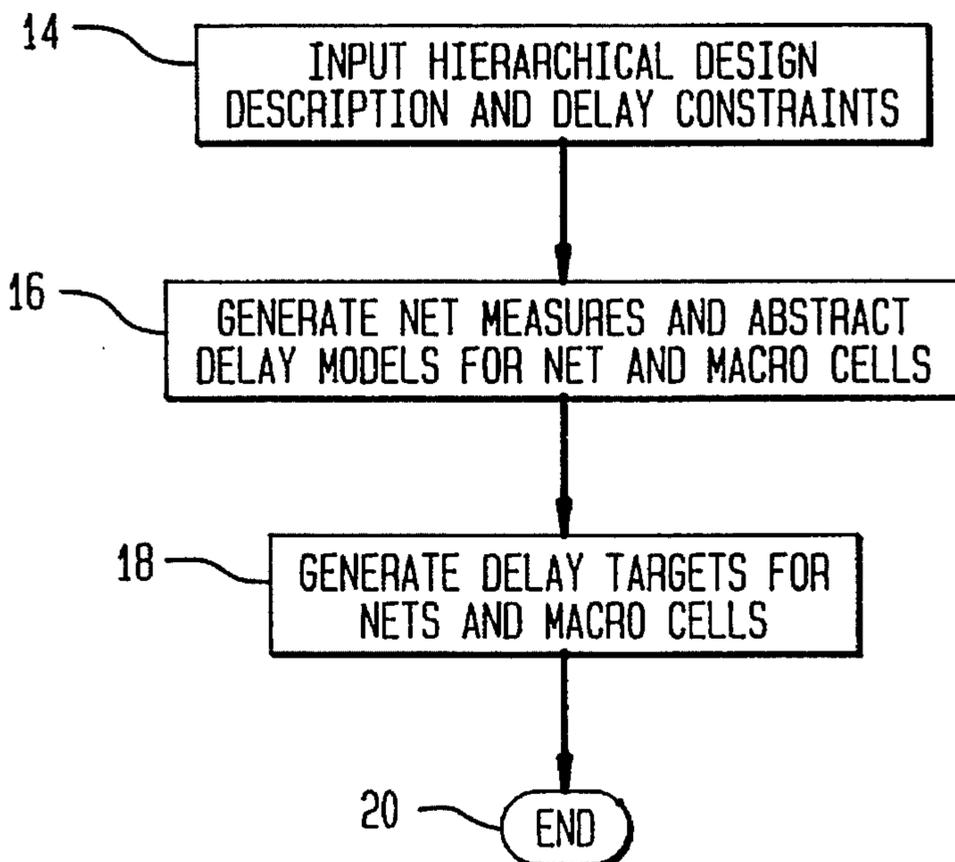 14
INPUT HIERARCHICAL DESIGN
DESCRIPTION AND DELAY CONSTRAINTS
16
GENERATE NET MEASURES AND ABSTRACT
DELAY MODELS FOR NET AND MACRO CELLS
18
GENERATE DELAY TARGETS FOR
NETS AND MACRO CELLS
20
END